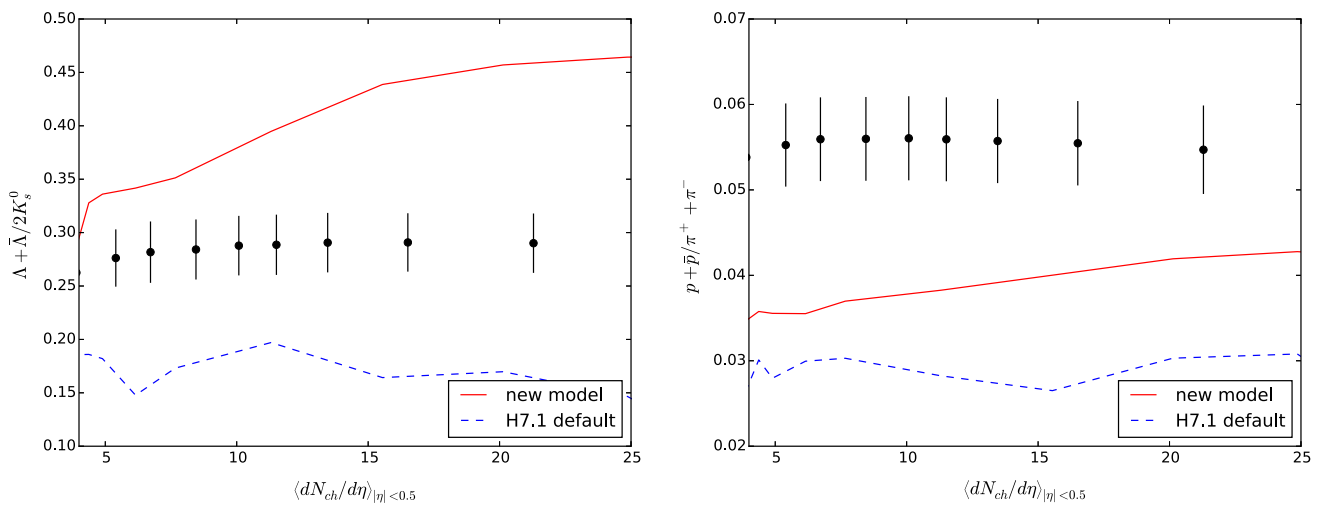 0.50
0.45
0.40
0.35
0.30
0.25
0.20
0.15
0.10
Λ + Λ̄/2K_s^0
5 10 15 20 25
⟨dN_ch/dη⟩_|η|<0.5
new model
H7.1 default
0.07
0.06
0.05
0.04
0.03
0.02
p + p̄/π^+ + π^−
5 10 15 20 25
⟨dN_ch/dη⟩_|η|<0.5
new model
H7.1 default